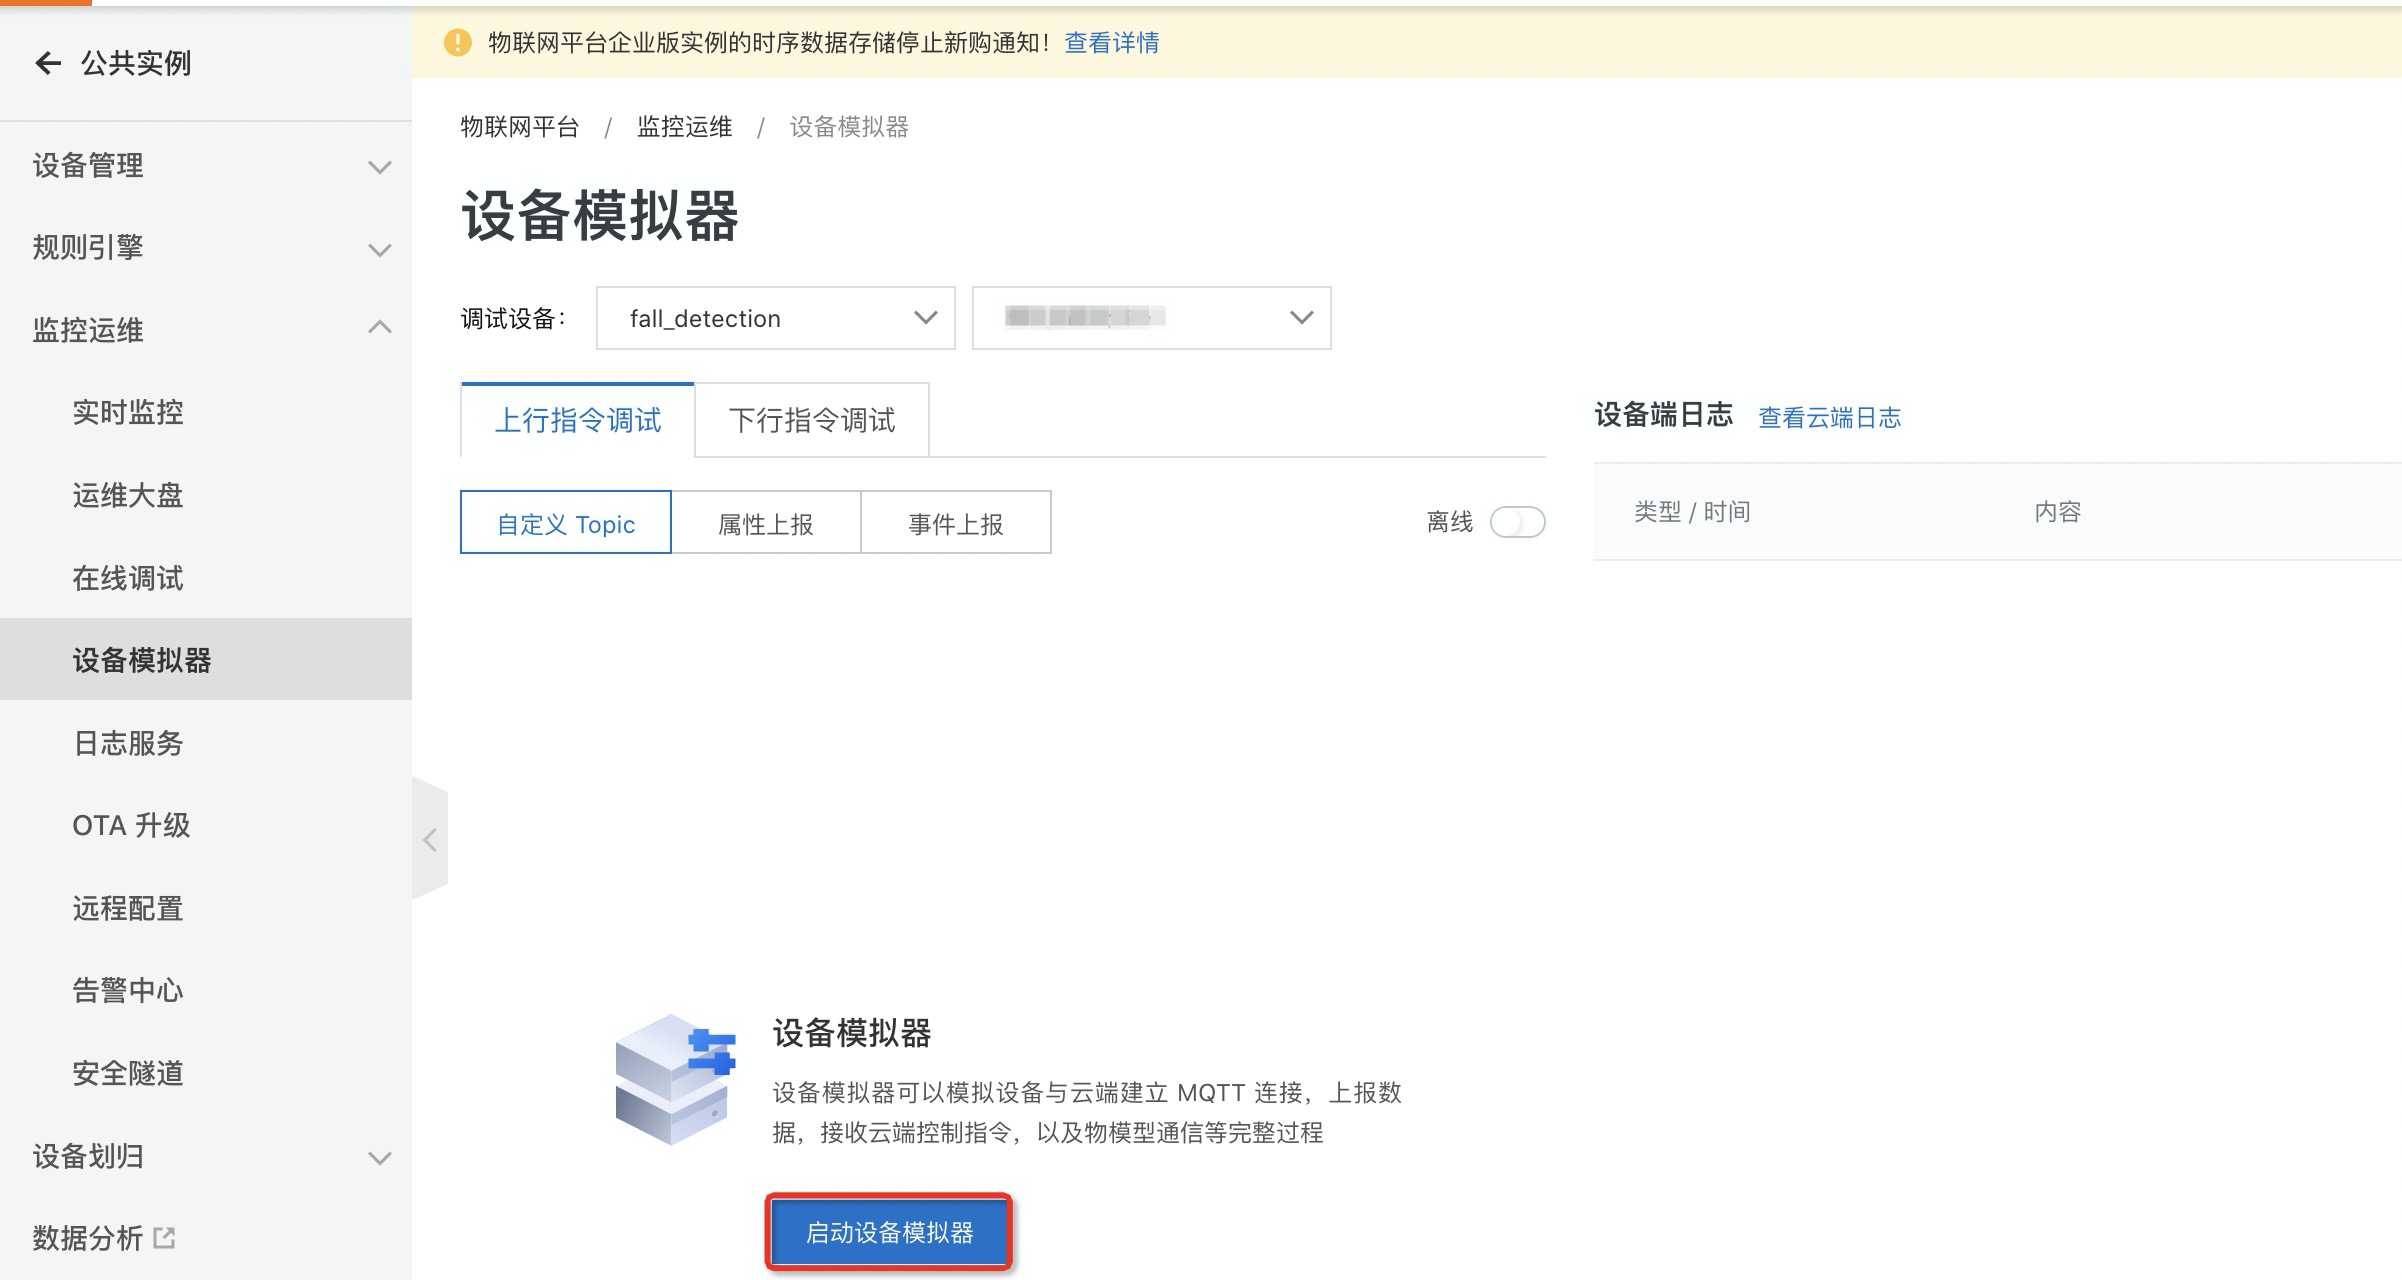 公共实例
设备管理
规则引擎
监控运维
实时监控
运维大盘
在线调试
设备模拟器
日志服务
OTA 升级
远程配置
告警中心
安全隧道
设备划归
数据分析
物联网平台企业版实例的时序数据存储停止新购通知！ 查看详情
物联网平台 / 监控运维 / 设备模拟器
设备模拟器
调试设备： fall_detection
上行指令调试 下行指令调试
自定义 Topic 属性上报 事件上报 离线
设备模拟器
设备模拟器可以模拟设备与云端建立 MQTT 连接，上报数
据，接收云端控制指令，以及物模型通信等完整过程
启动设备模拟器
设备端日志 查看云端日志
类型 / 时间 内容